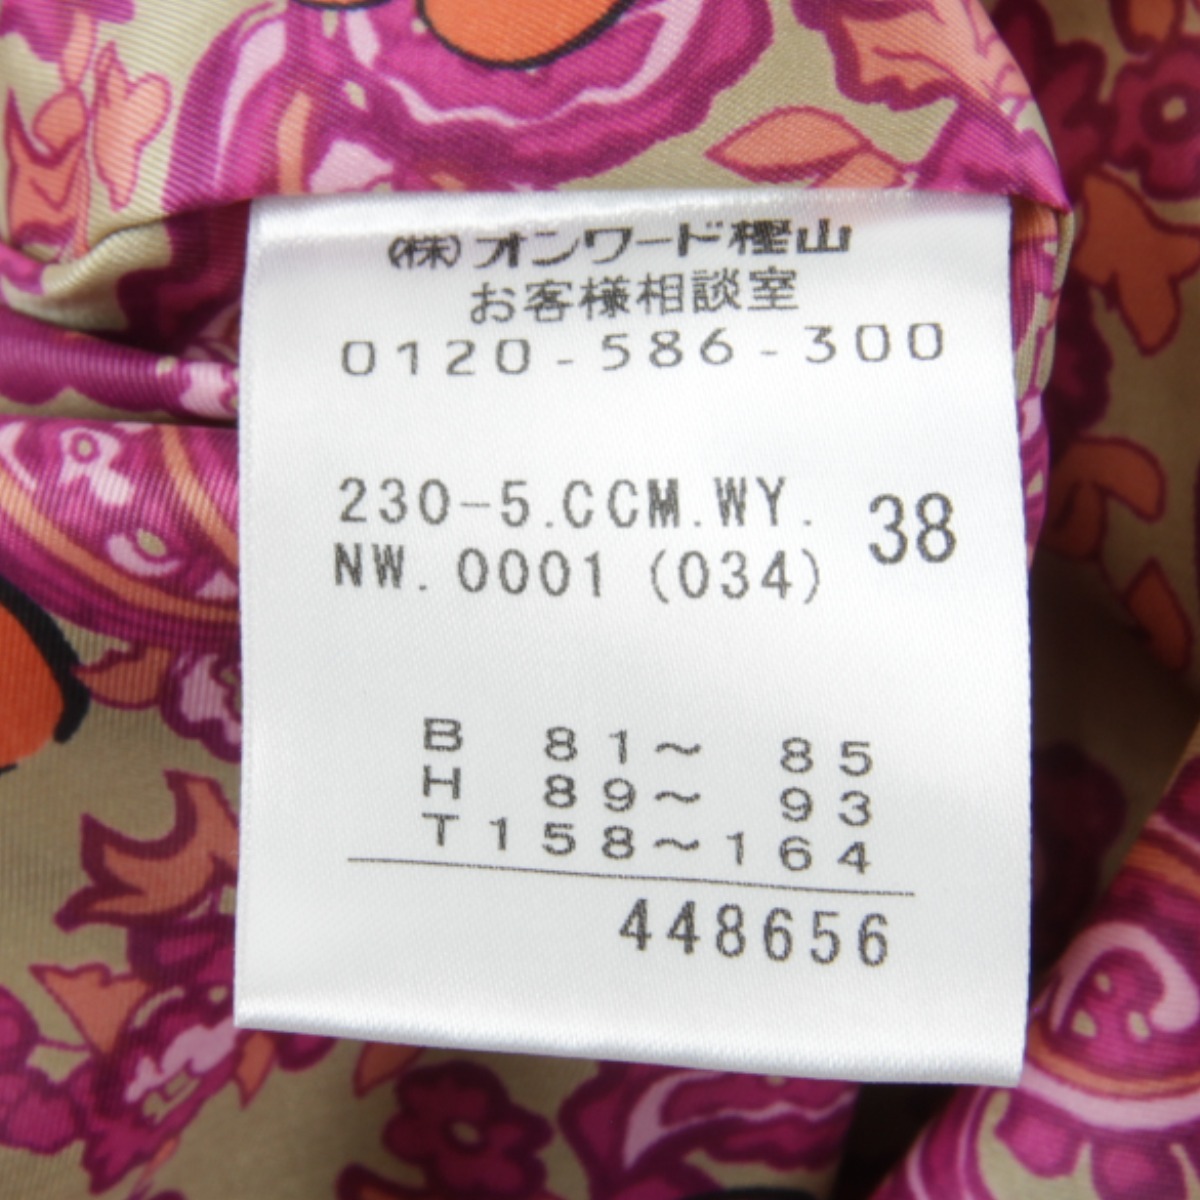 (株)オンワード樫山
お客様相談室
0120-586-300
230-5.CCM.WY. 38
NW. 0001 (034)
B 81～ 85
H 89～ 93
T158～164
448656